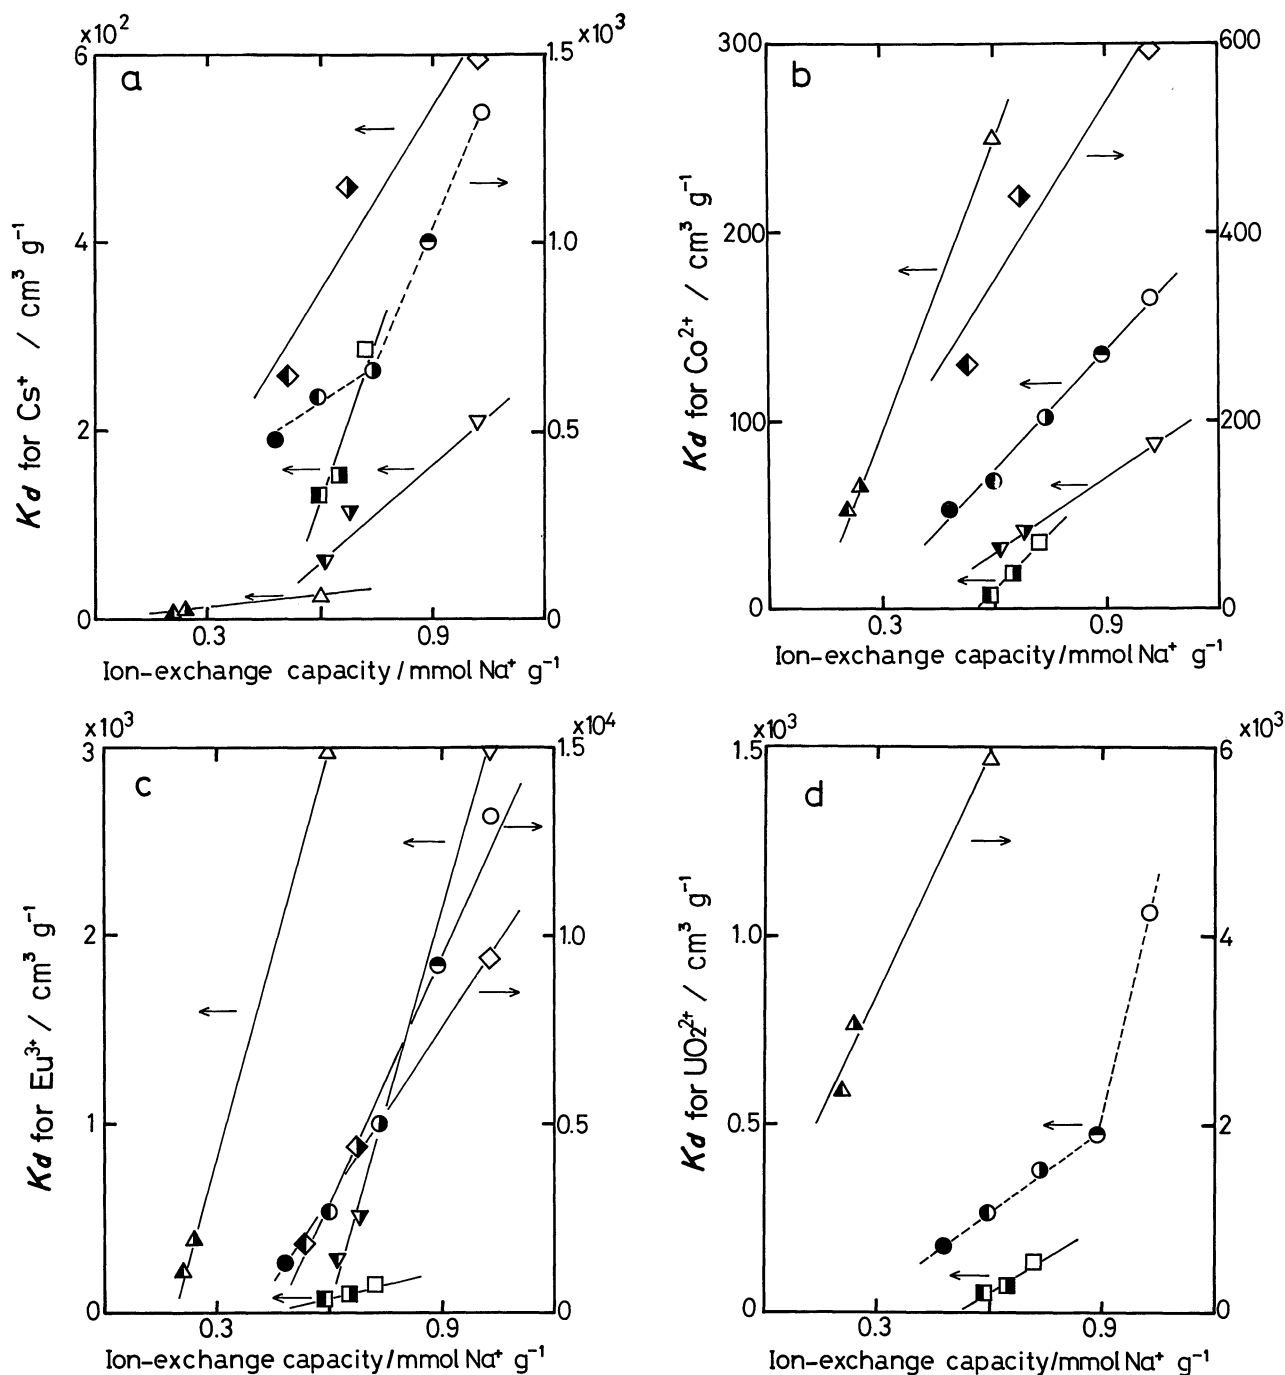 x10² x10³
a
6 1.5
4 1.0
2 0.5
0 0
0.3 0.9
Kd for Cs⁺ / cm³ g⁻¹
Ion-exchange capacity/mmol Na⁺ g⁻¹
b
300 600
200 400
100 200
0 0
0.3 0.9
Kd for Co²⁺ / cm³ g⁻¹
Ion-exchange capacity/mmol Na⁺ g⁻¹
x10³ x10⁴
c
3 1.5
2 1.0
1 0.5
0 0
0.3 0.9
Kd for Eu³⁺ / cm³ g⁻¹
Ion-exchange capacity/mmol Na⁺ g⁻¹
x10³ x10³
d
1.5 6
1.0 4
0.5 2
0 0
0.3 0.9
Kd for UO₂²⁺ / cm³ g⁻¹
Ion-exchange capacity/mmol Na⁺ g⁻¹